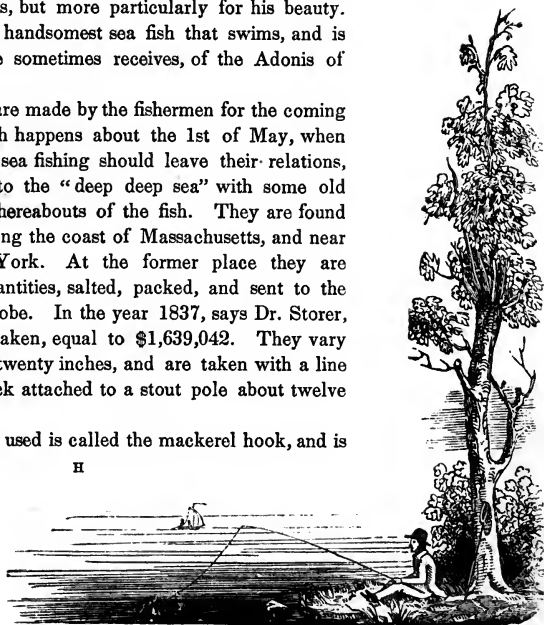 s, but more particularly for his beauty.
handsomest sea fish that swims, and is
sometimes receives, of the Adonis of
are made by the fishermen for the coming
h happens about the 1st of May, when
sea fishing should leave their relations,
to the “deep deep sea” with some old
hereabouts of the fish. They are found
ng the coast of Massachusetts, and near
York. At the former place they are
antities, salted, packed, and sent to the
obe. In the year 1837, says Dr. Storer,
aken, equal to $1,639,042. They vary
twenty inches, and are taken with a line
ek attached to a stout pole about twelve
used is called the mackerel hook, and is
H